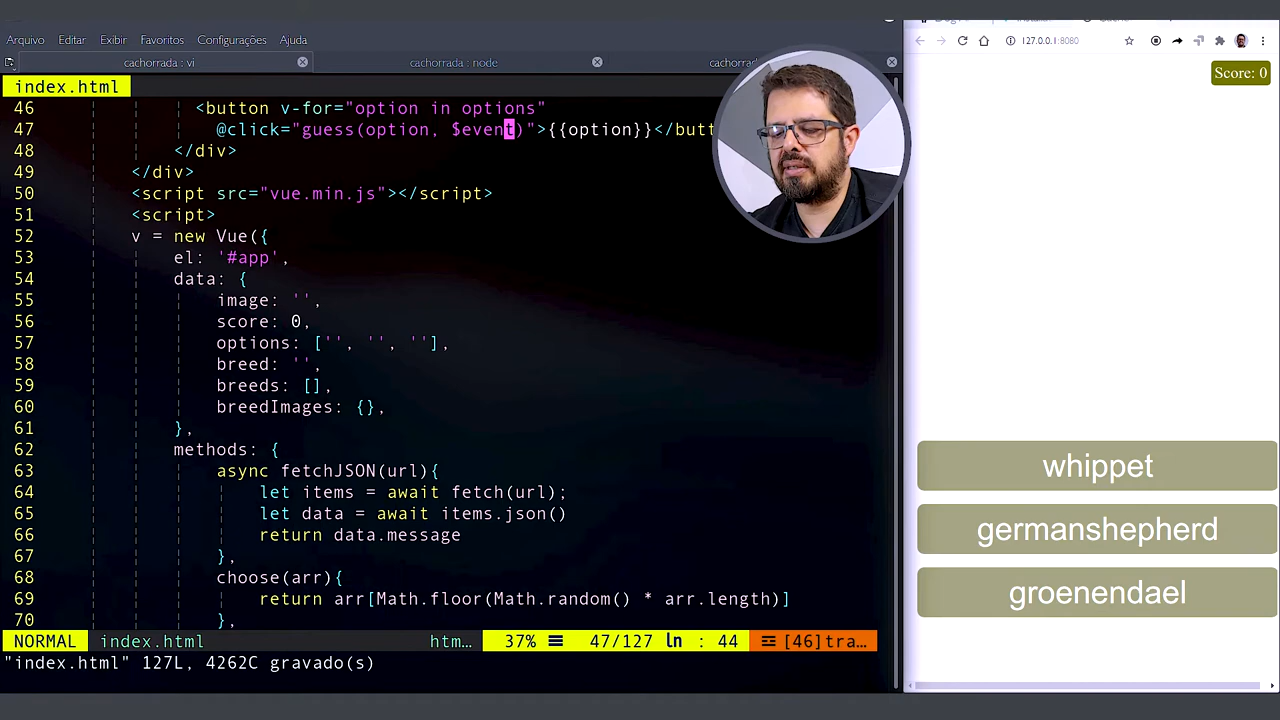 Arquivo Editar Exibir Favoritos Ajuda
cachorrada : vi
cachorrada : node
index.html
46 <button v-for="option in options"
47 @click="guess(option, $event)">{{option}}</butt
48 </div>
49 </div>
50 <script src="vue.min.js"></script>
51 <script>
52 v = new Vue({
53 el: '#app',
54 data: {
55 image: '',
56 score: 0,
57 options: ['', '', ''],
58 breed: '',
59 breeds: [],
60 breedImages: {},
61 },
62 methods: {
63 async fetchJSON(url){
64 let items = await fetch(url);
65 let data = await items.json()
66 return data.message
67 },
68 choose(arr){
69 return arr[Math.floor(Math.random() * arr.length)]
70 },
NORMAL index.html htm… 37% ☰ 47/127 ln : 44 [46]tra…
"index.html" 127L, 4262C gravado(s)
127.0.0.1:8080
Score: 0
whippet
germanshepherd
groenendael